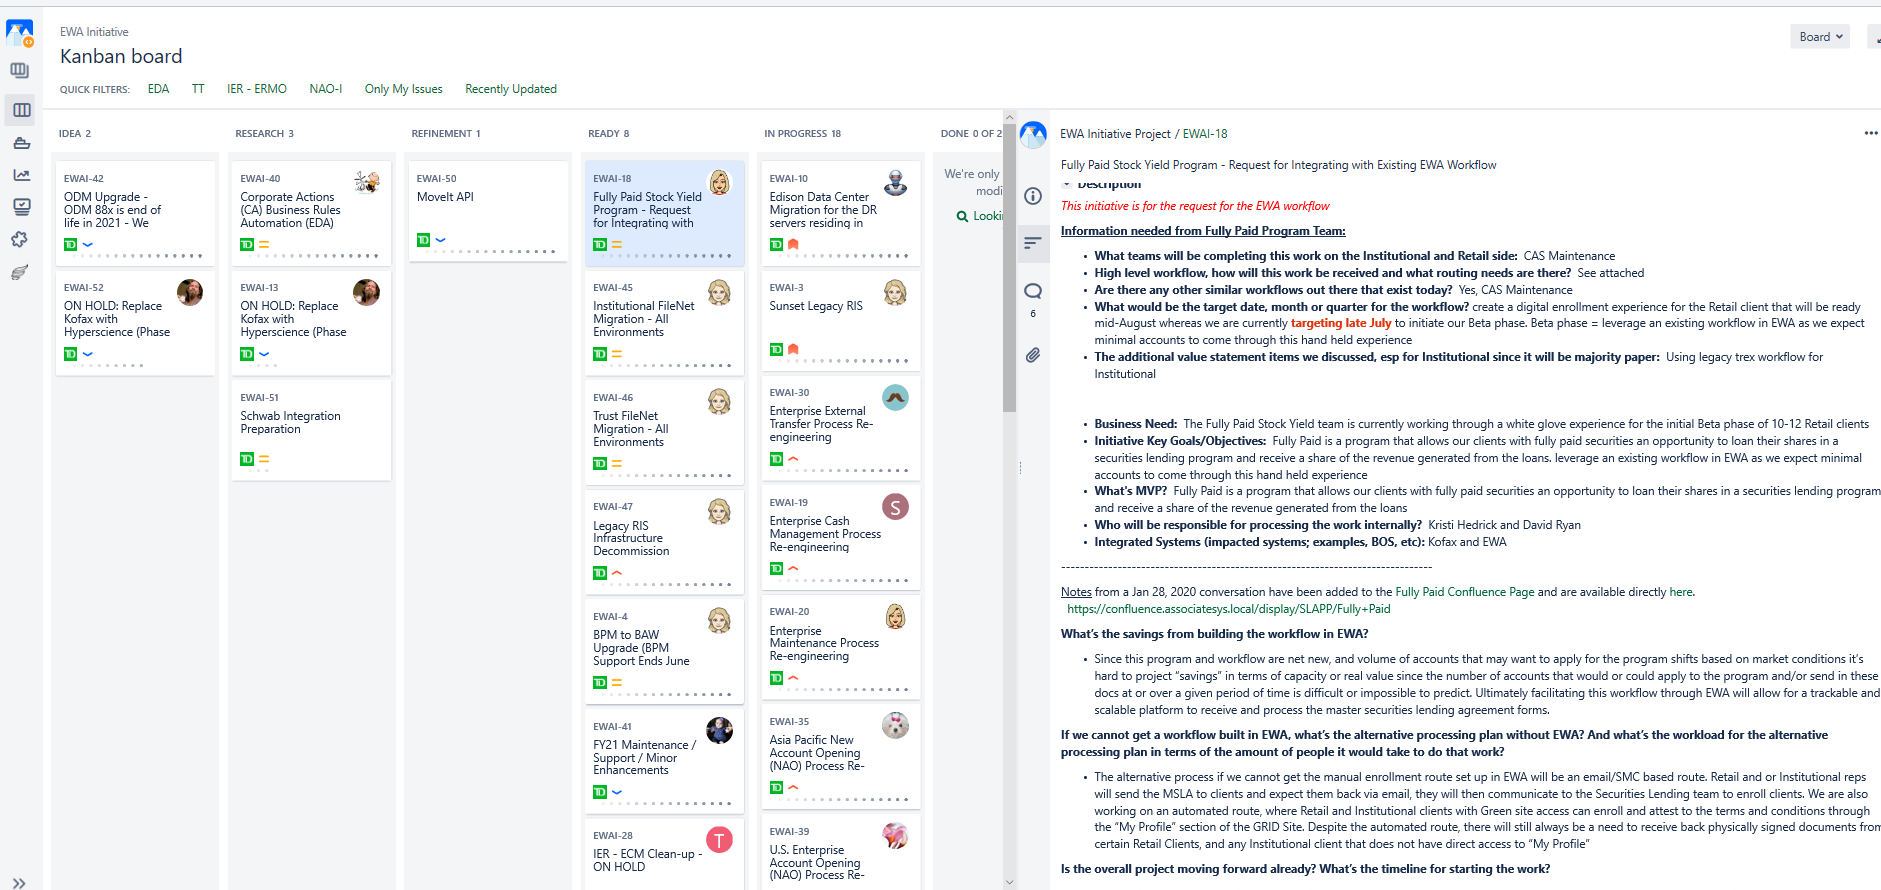 EWA Initiative
Kanban board
Board
QUICK FILTERS:
EDA
TT
IER - ERMO
NAO-I
Only My Issues
Recently Updated
IDEA 2
EWAI-42
ODM Upgrade -
ODM 88x is end of
life in 2021 - We
TD
EWAI-52
ON HOLD: Replace
Kofax with
Hyperscience (Phase
TD
RESEARCH 3
EWAI-40
Corporate Actions
(CA) Business Rules
Automation (EDA)
TD
EWAI-13
ON HOLD: Replace
Kofax with
Hyperscience (Phase
TD
EWAI-51
Schwab Integration
Preparation
TD
REFINEMENT 1
EWAI-50
MoveIt API
TD
READY 8
EWAI-18
Fully Paid Stock Yield
Program - Request
for Integrating with
TD
EWAI-45
Institutional FileNet
Migration - All
Environments
TD
EWAI-46
Trust FileNet
Migration - All
Environments
TD
EWAI-47
Legacy RIS
Infrastructure
Decommission
TD
EWAI-4
BPM to BAW
Upgrade (BPM
Support Ends June
TD
EWAI-41
FY21 Maintenance /
Support / Minor
Enhancements
TD
EWAI-28
T
IER - ECM Clean-up -
ON HOLD
IN PROGRESS 18
EWAI-10
Edison Data Center
Migration for the DR
servers residing in
TD
EWAI-3
Sunset Legacy RIS
TD
EWAI-30
Enterprise External
Transfer Process Re-
engineering
TD
EWAI-19
S
Enterprise Cash
Management Process
Re-engineering
TD
EWAI-20
Enterprise
Maintenance Process
Re-engineering
TD
EWAI-35
Asia Pacific New
Account Opening
(NAO) Process Re-
TD
EWAI-39
U.S. Enterprise
Account Opening
(NAO) Process Re-
DONE 0 OF 2
We're only
modi
Looki
6
EWA Initiative Project / EWAI-18
Fully Paid Stock Yield Program - Request for Integrating with Existing EWA Workflow
Description
This initiative is for the request for the EWA workflow
Information needed from Fully Paid Program Team:
• What teams will be completing this work on the Institutional and Retail side: CAS Maintenance
• High level workflow, how will this work be received and what routing needs are there? See attached
• Are there any other similar workflows out there that exist today? Yes, CAS Maintenance
• What would be the target date, month or quarter for the workflow? create a digital enrollment experience for the Retail client that will be ready
mid-August whereas we are currently targeting late July to initiate our Beta phase. Beta phase = leverage an existing workflow in EWA as we expect
minimal accounts to come through this hand held experience
• The additional value statement items we discussed, esp for Institutional since it will be majority paper: Using legacy trex workflow for
Institutional
• Business Need: The Fully Paid Stock Yield team is currently working through a white glove experience for the initial Beta phase of 10-12 Retail clients
• Initiative Key Goals/Objectives: Fully Paid is a program that allows our clients with fully paid securities an opportunity to loan their shares in a
securities lending program and receive a share of the revenue generated from the loans. leverage an existing workflow in EWA as we expect minimal
accounts to come through this hand held experience
• What's MVP? Fully Paid is a program that allows our clients with fully paid securities an opportunity to loan their shares in a securities lending program
and receive a share of the revenue generated from the loans
• Who will be responsible for processing the work internally? Kristi Hedrick and David Ryan
• Integrated Systems (impacted systems; examples, BOS, etc): Kofax and EWA
--------------------------------------------------------------------------------
Notes from a Jan 28, 2020 conversation have been added to the Fully Paid Confluence Page and are available directly here.
https://confluence.associatesys.local/display/SLAPP/Fully+Paid
What's the savings from building the workflow in EWA?
• Since this program and workflow are net new, and volume of accounts that may want to apply for the program shifts based on market conditions it's
hard to project “savings” in terms of capacity or real value since the number of accounts that would or could apply to the program and/or send in these
docs at or over a given period of time is difficult or impossible to predict. Ultimately facilitating this workflow through EWA will allow for a trackable and
scalable platform to receive and process the master securities lending agreement forms.
If we cannot get a workflow built in EWA, what's the alternative processing plan without EWA? And what's the workload for the alternative
processing plan in terms of the amount of people it would take to do that work?
• The alternative process if we cannot get the manual enrollment route set up in EWA will be an email/SMC based route. Retail and or Institutional reps
will send the MSLA to clients and expect them back via email, they will then communicate to the Securities Lending team to enroll clients. We are also
working on an automated route, where Retail and Institutional clients with Green site access can enroll and attest to the terms and conditions through
the “My Profile” section of the GRID Site. Despite the automated route, there will still always be a need to receive back physically signed documents from
certain Retail Clients, and any Institutional client that does not have direct access to “My Profile”
Is the overall project moving forward already? What's the timeline for starting the work?